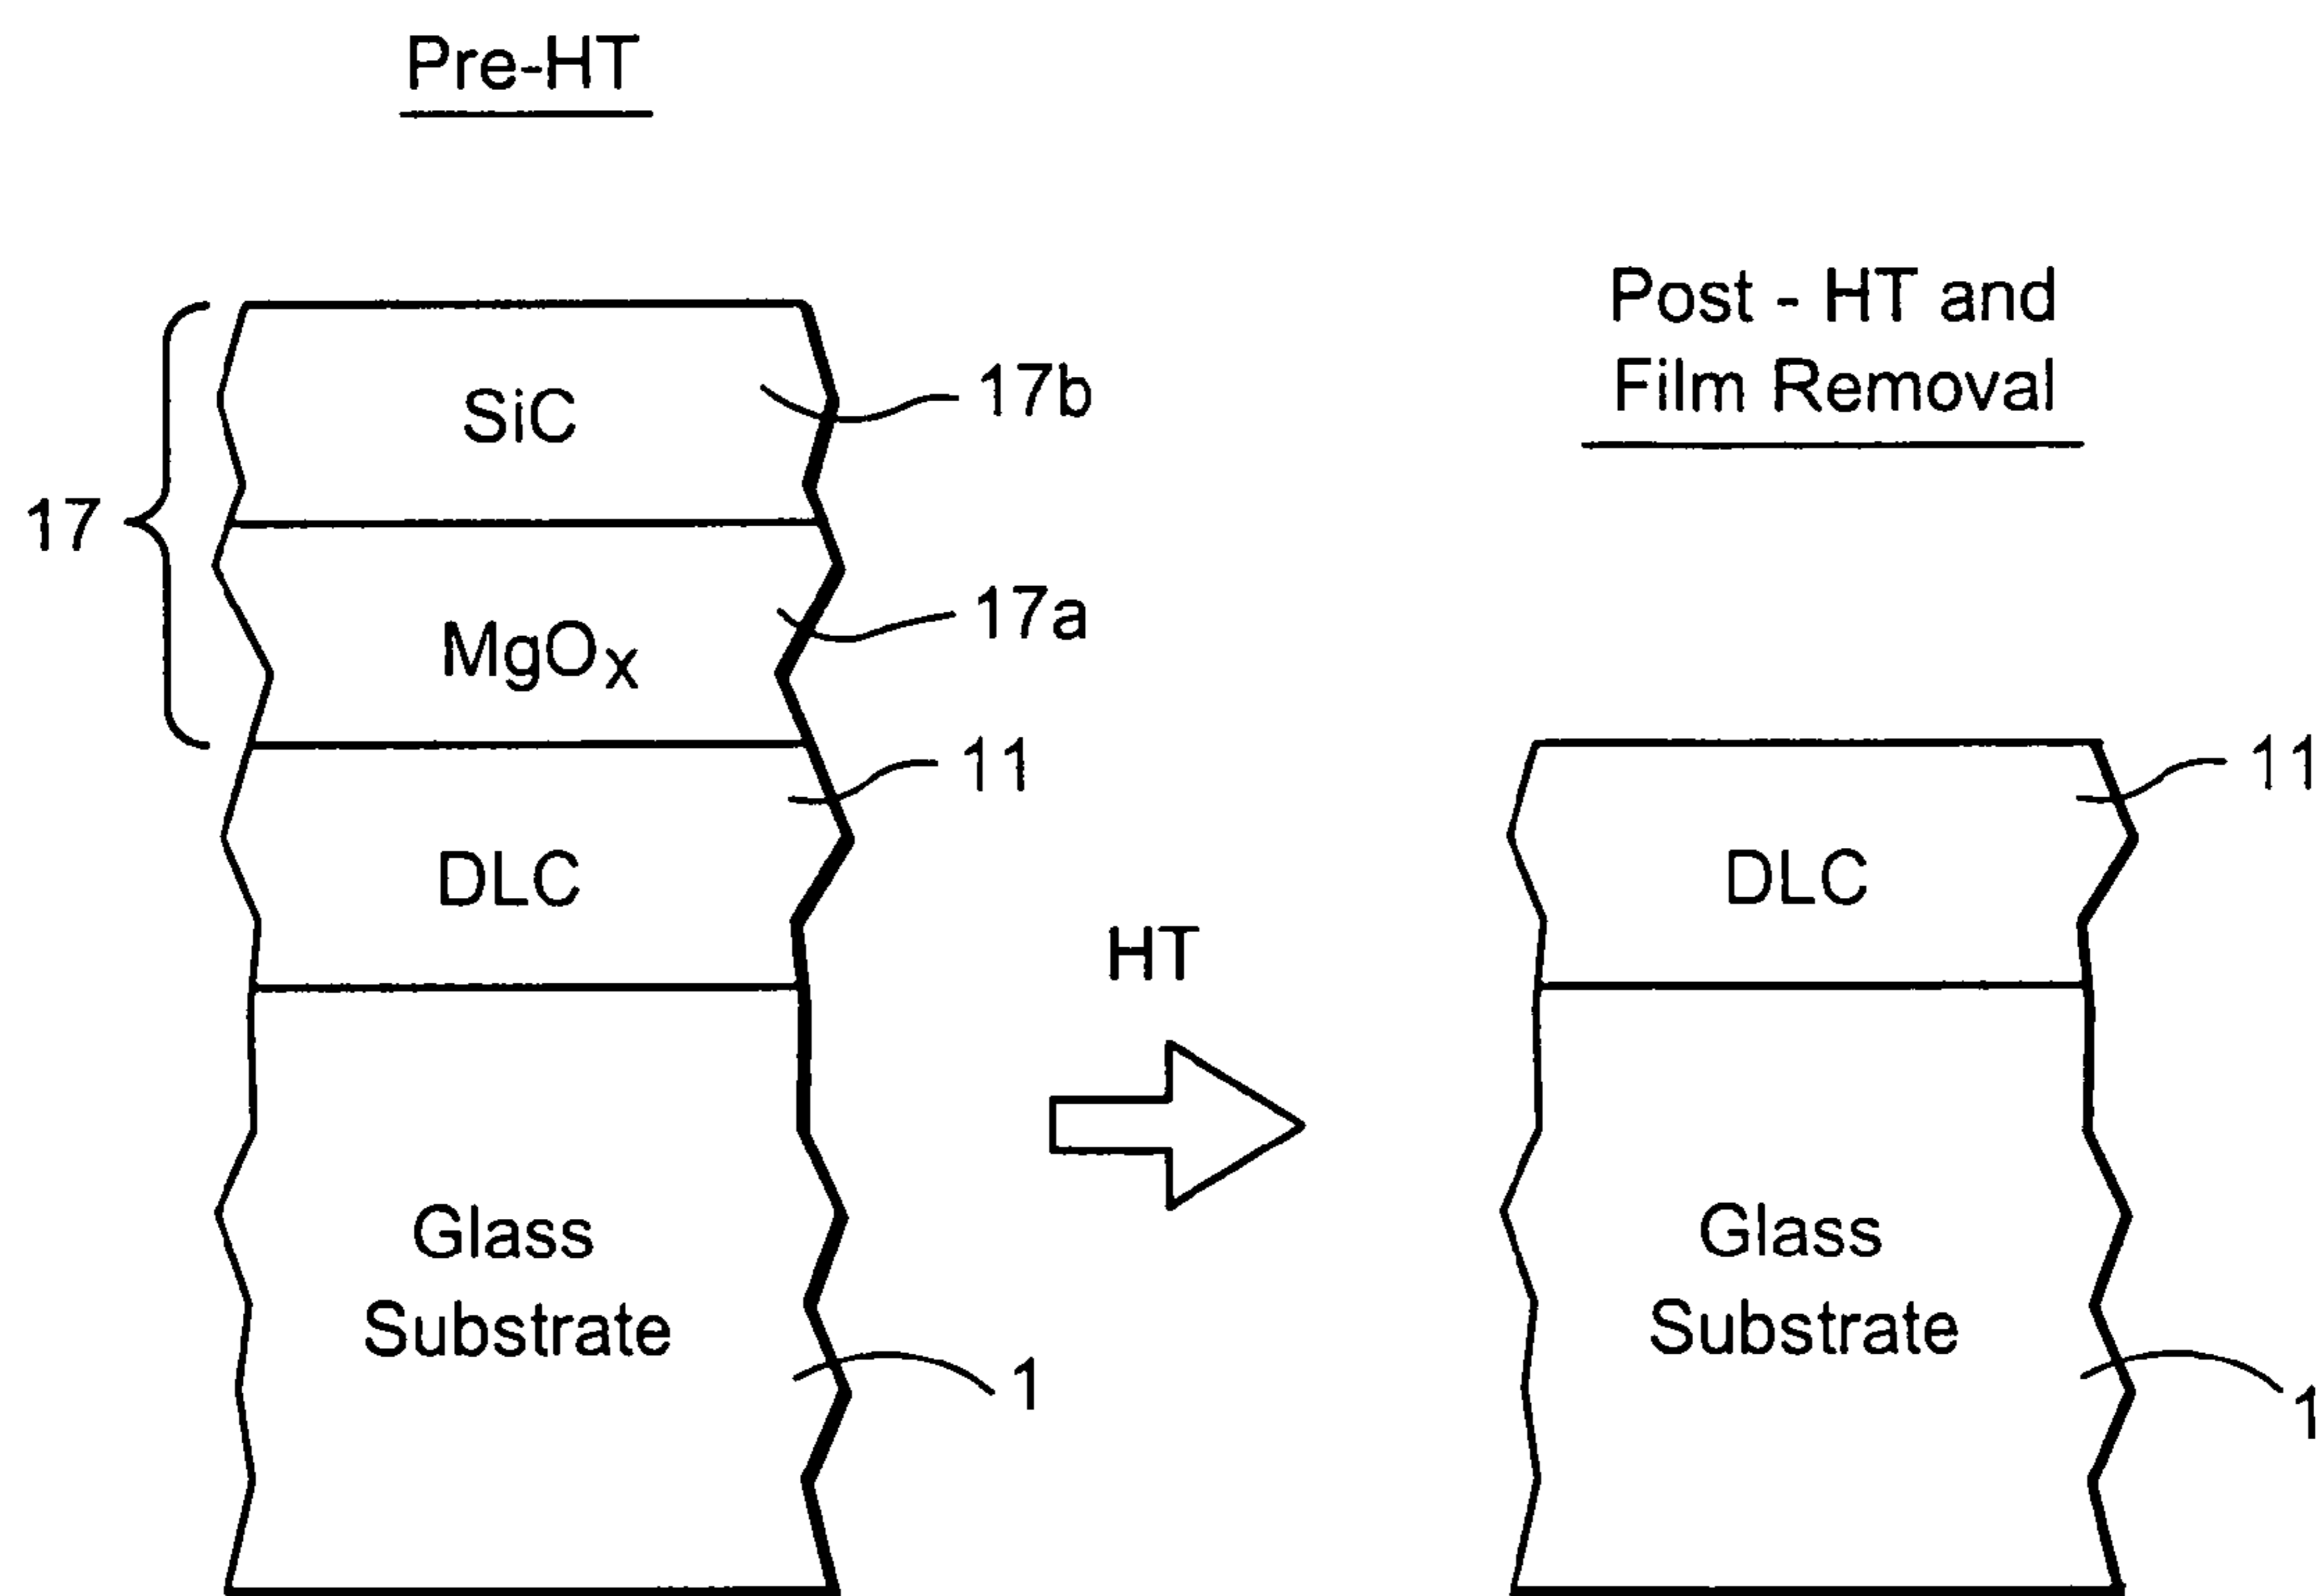 Pre-HT
SiC
17b
17
MgOx
17a
11
DLC
Glass
Substrate
1
HT
Post - HT and
Film Removal
11
DLC
Glass
Substrate
1